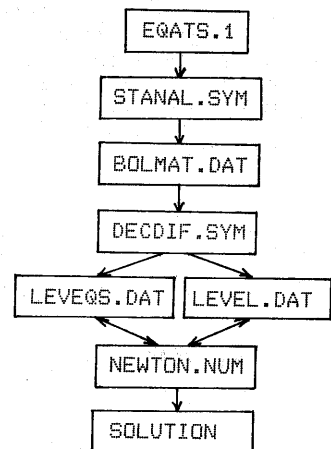 EQATS.1
STANAL.SYM
BOLMAT.DAT
DECDIF.SYM
LEVEQS.DAT LEVEL.DAT
NEWTON.NUM
SOLUTION